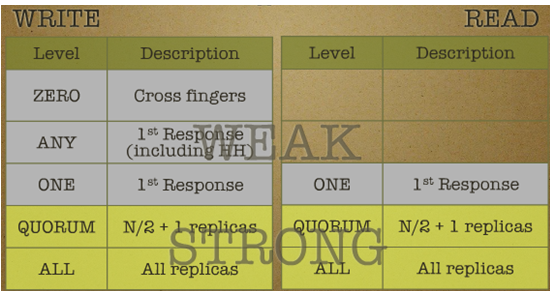 WRITE
READ
Level Description
ZERO Cross fingers
ANY 1st Response
(including HH)
ONE 1st Response
QUORUM N/2 + 1 replicas
ALL All replicas
Level Description
ONE 1st Response
QUORUM N/2 + 1 replicas
ALL All replicas
WEAK
STRONG